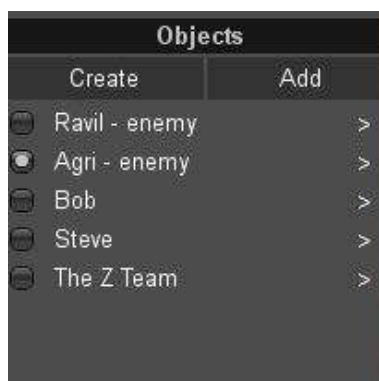 Objects
Create Add
Ravil - enemy >
Agri - enemy >
Bob >
Steve >
The Z Team >